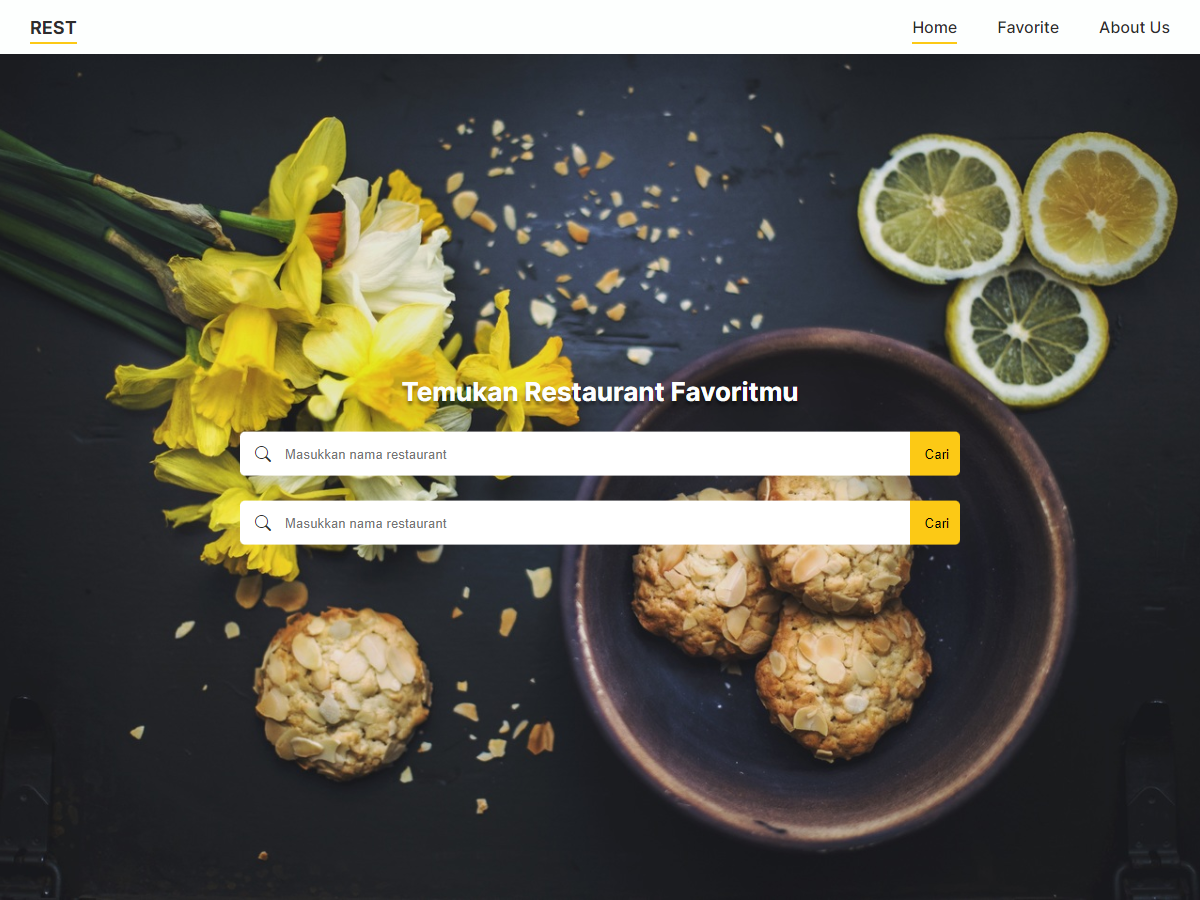 REST
Home
Favorite
About Us
Temukan Restaurant Favoritmu
Masukkan nama restaurant
Cari
Masukkan nama restaurant
Cari